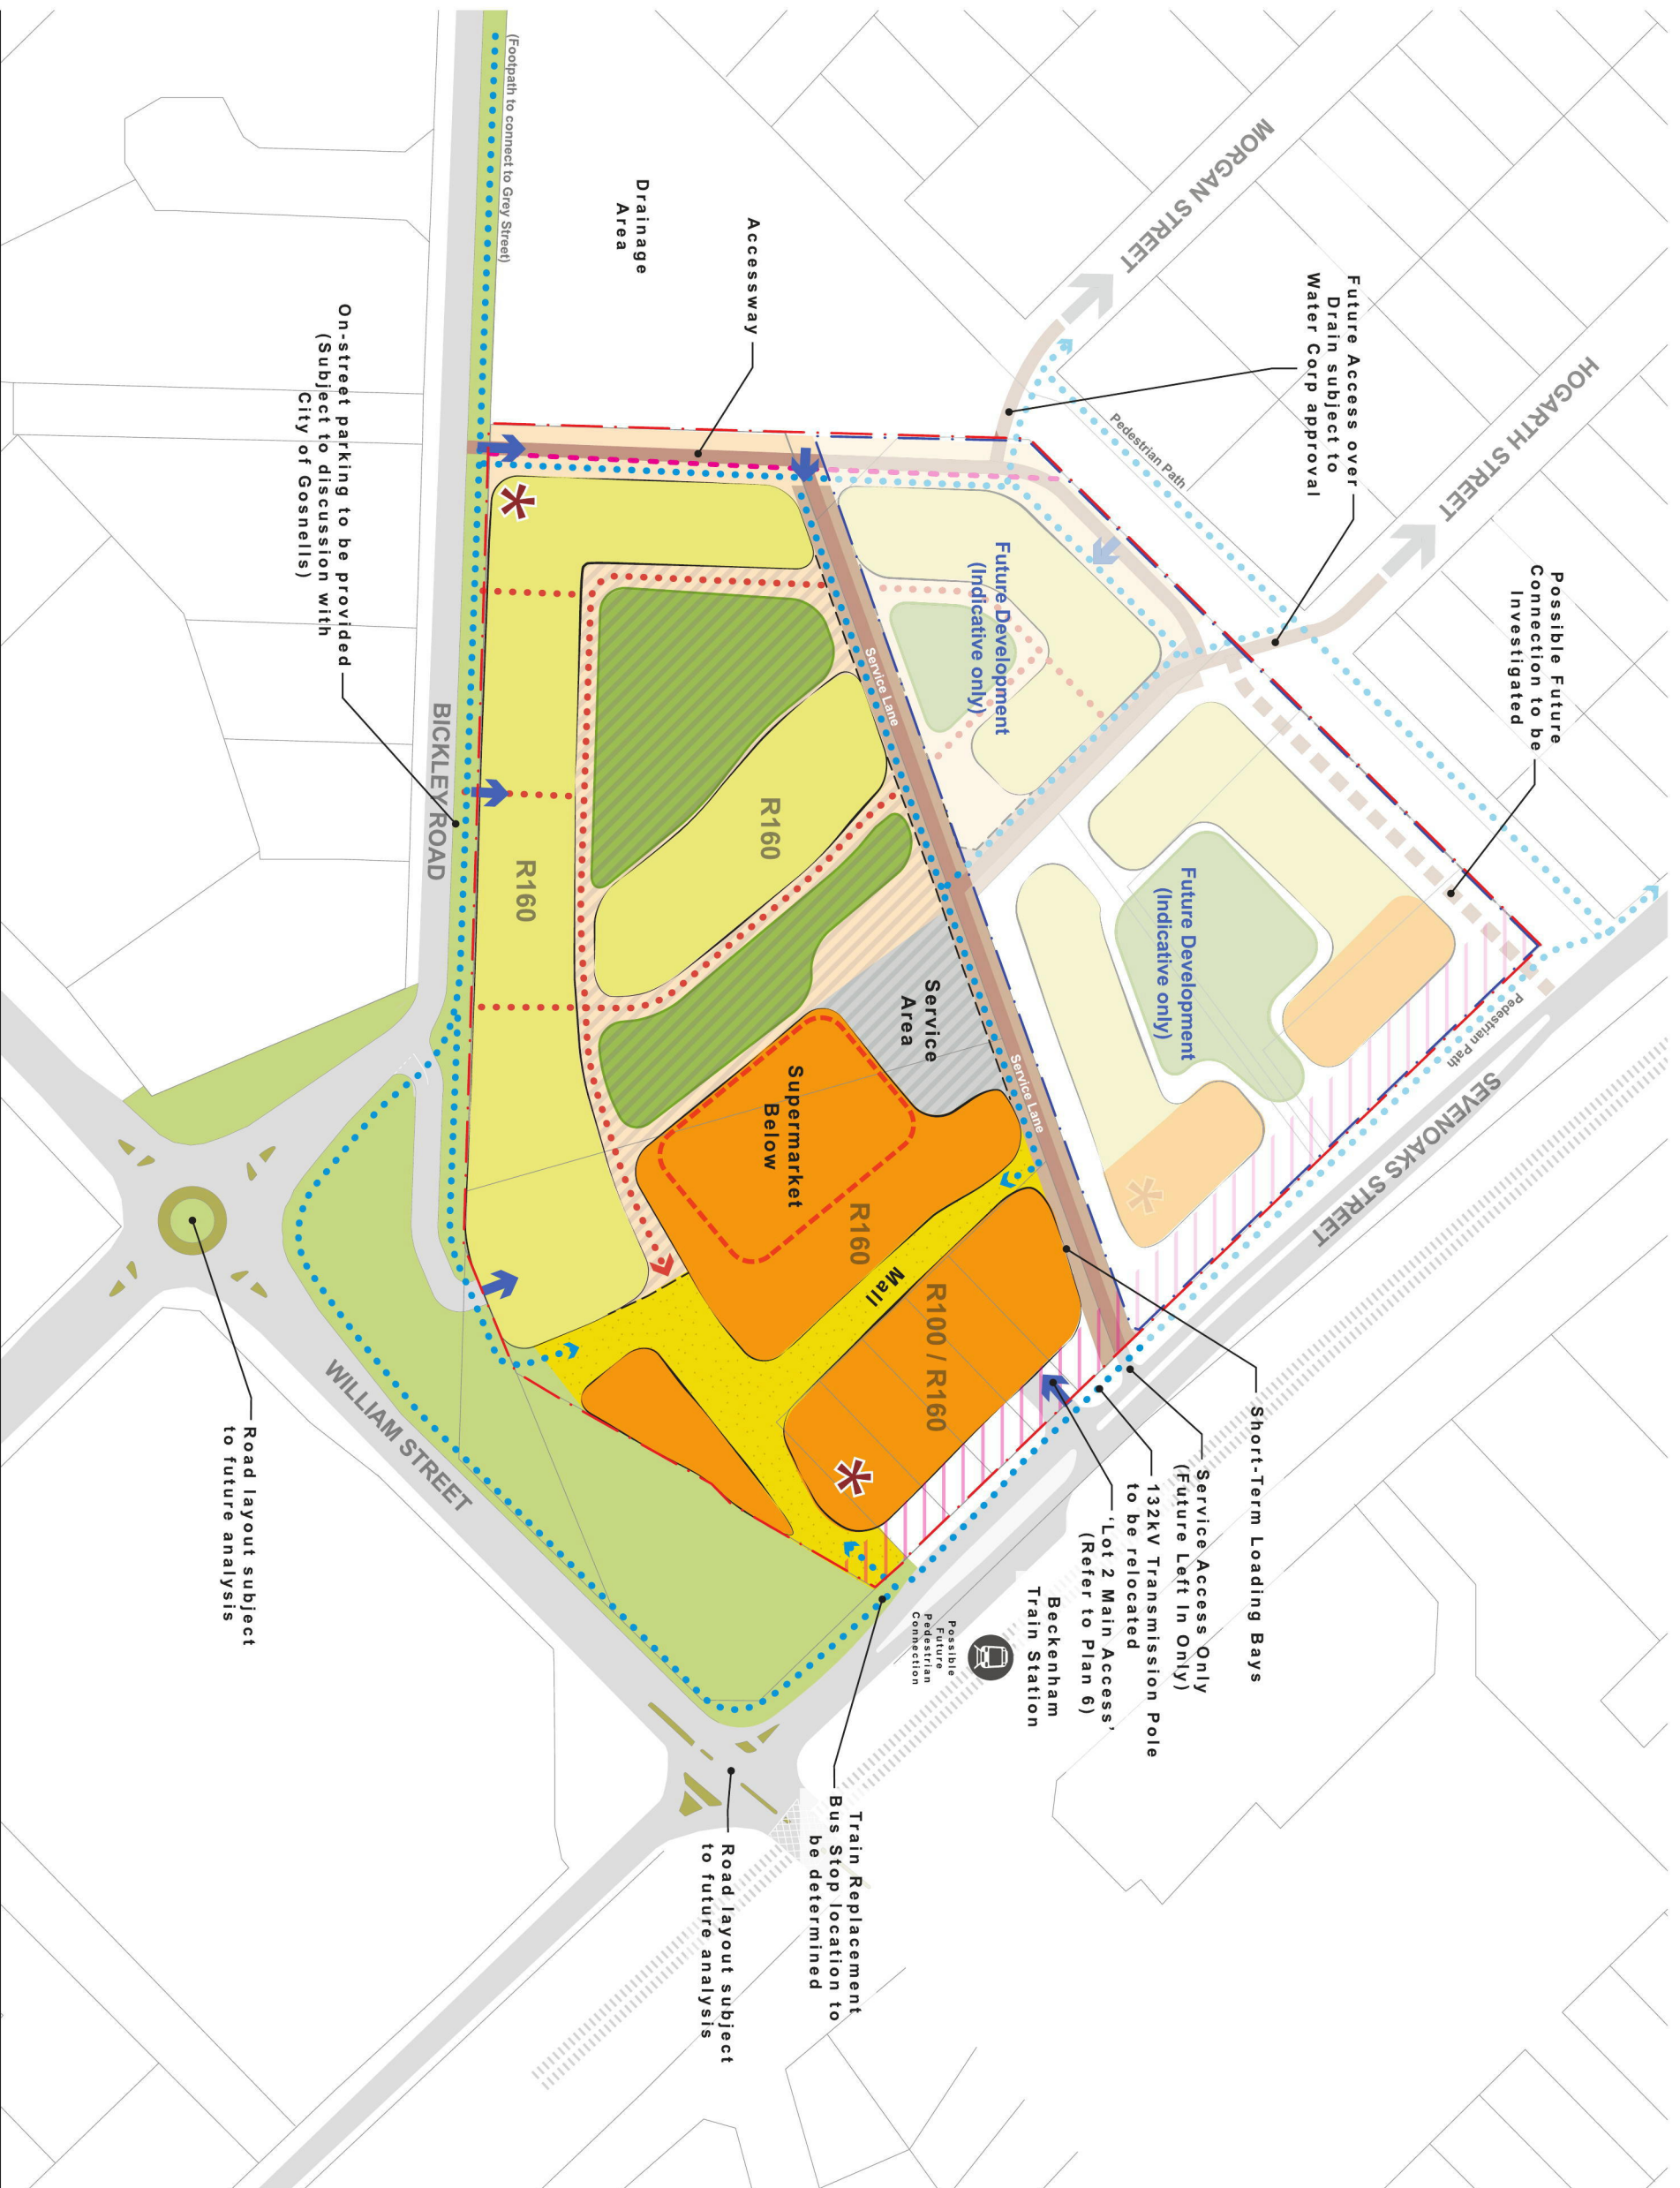 MORGAN STREET
HOGARTH STREET
Future Access over
Drain subject to
Water Corp approval
Possible Future
Connection to be
Investigated
Pedestrian Path
Pedestrian Path
SEVENOAKS STREET
(Footpath to connect to Grey Street)
Drainage
Area
Accessway
On-street parking to be provided
(Subject to discussion with
City of Gosnells)
BICKLEY ROAD
Future Development
(Indicative only)
Future Development
(Indicative only)
Service Lane
Service Lane
R160
R160
Service
Area
Supermarket
Below
R160
Mall
R100 / R160
Short-Term Loading Bays
Service Access Only
(Future Left In Only)
132kV Transmission Pole
to be relocated
'Lot 2 Main Access'
(Refer to Plan 6)
Beckenham
Train Station
Possible
Future
Pedestrian
Connection
Train Replacement
Bus Stop location to
be determined
Road layout subject
to future analysis
WILLIAM STREET
Road layout subject
to future analysis